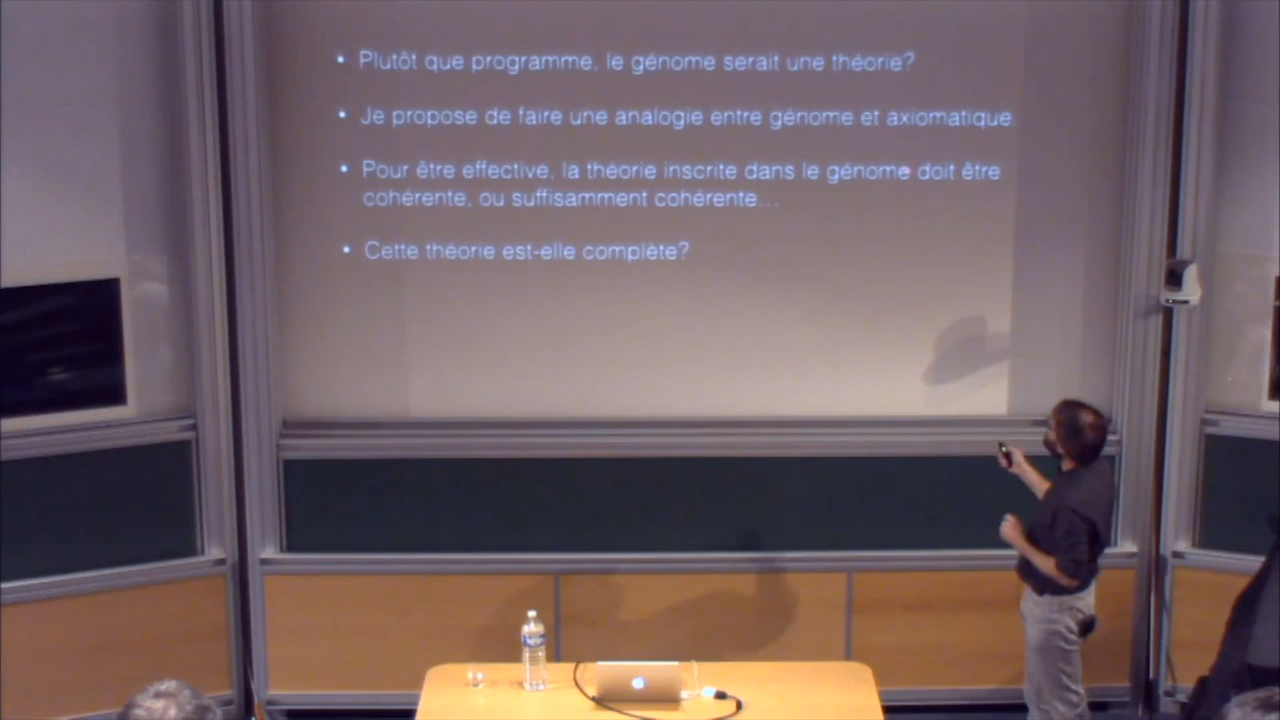 • Plutôt que programme, le génome serait une théorie?
• Je propose de faire une analogie entre génome et axiomatique.
• Pour être effective, la théorie inscrite dans le génome doit être
cohérente, ou suffisamment cohérente…
• Cette théorie est-elle complète?